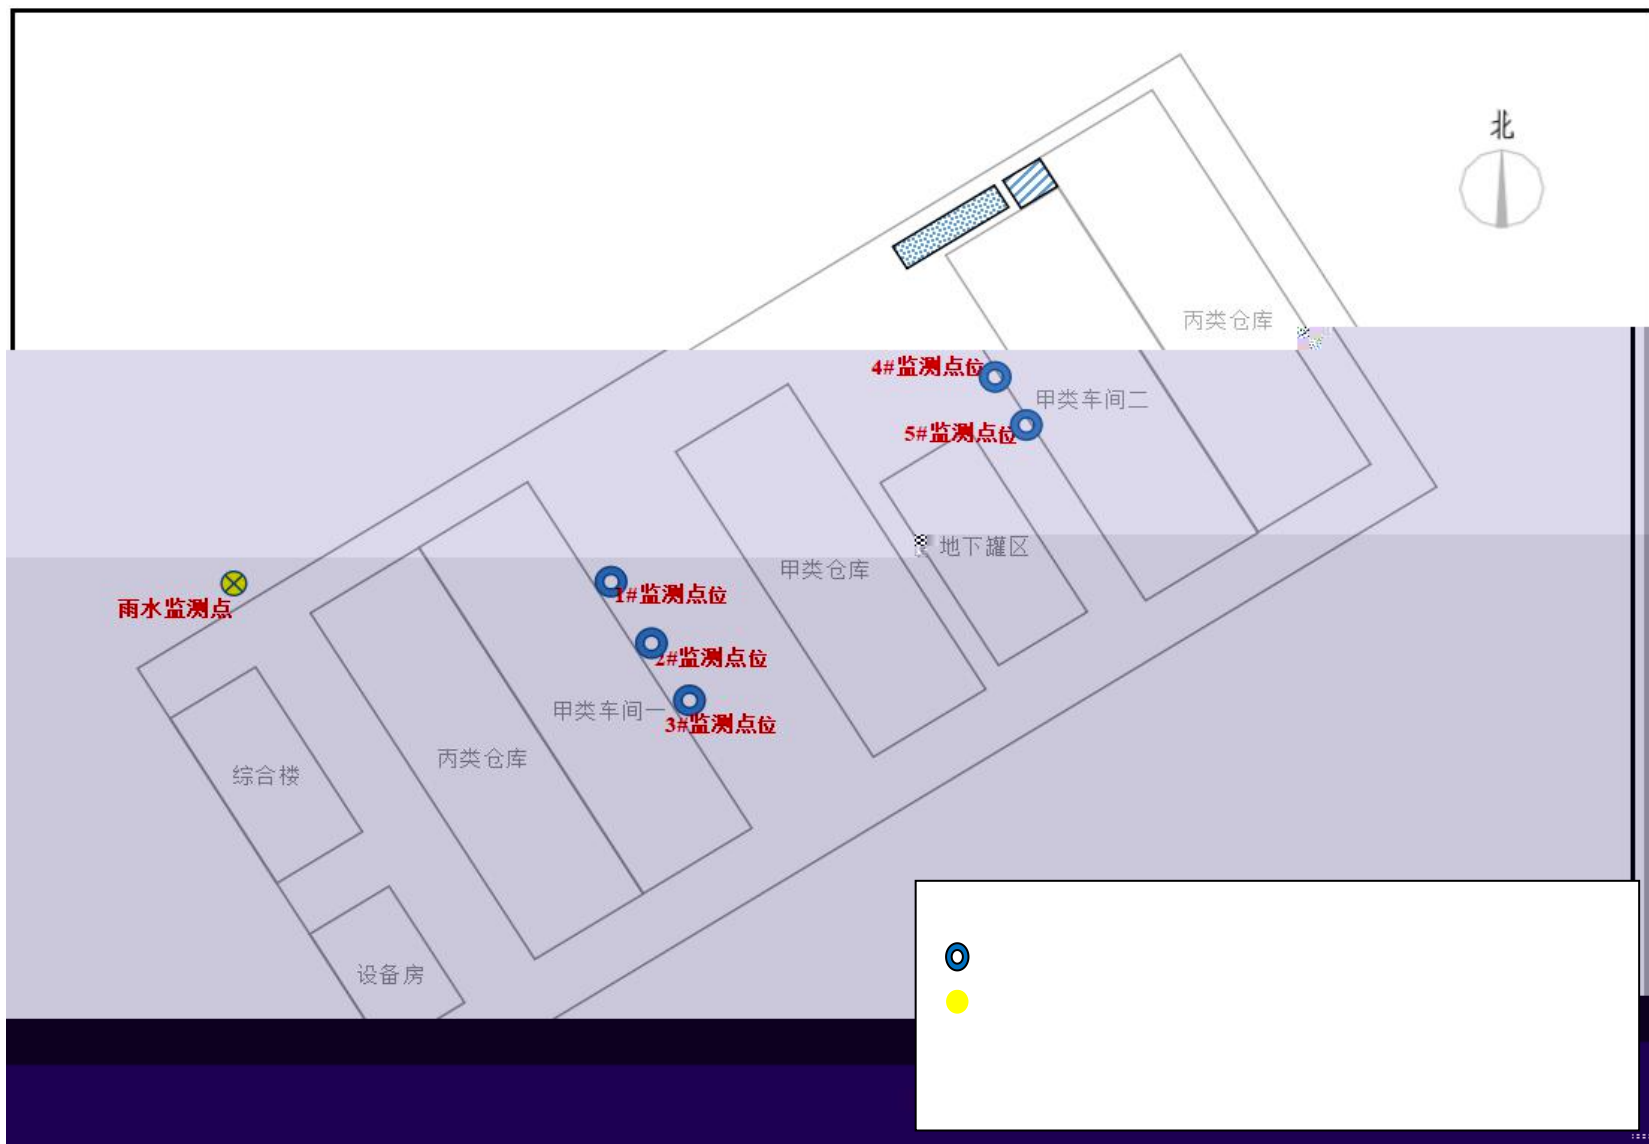 北
丙类仓库
4#监测点位
甲类车间二
5#监测点位
地下罐区
甲类仓库
雨水监测点
1#监测点位
2#监测点位
甲类车间一
3#监测点位
丙类仓库
综合楼
设备房